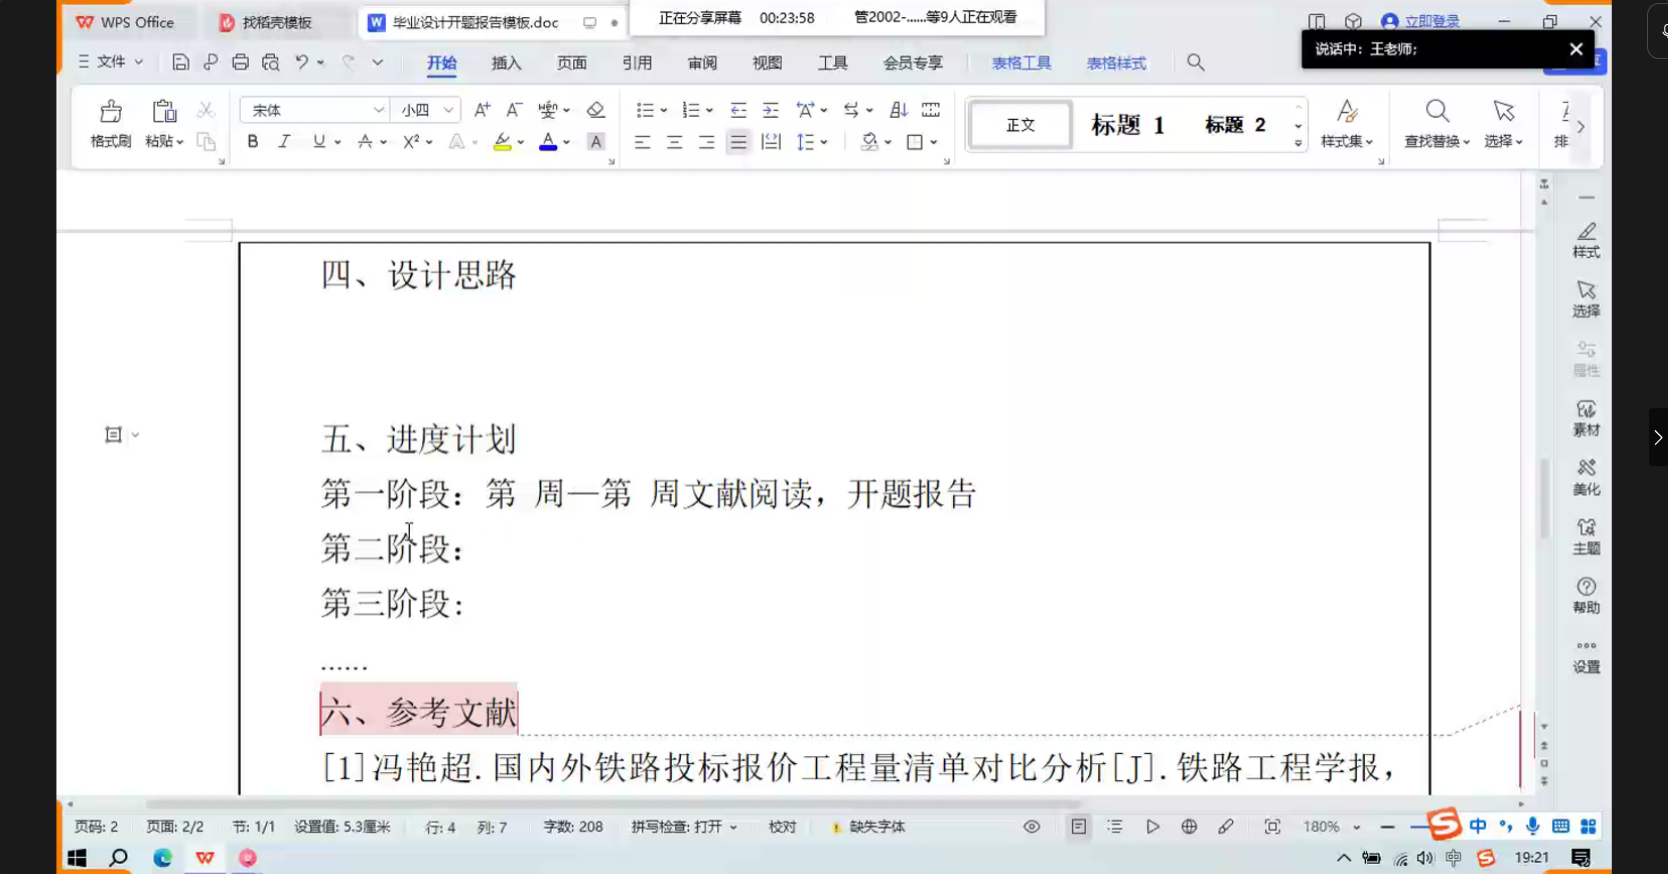 WPS Office
找稻壳模板
毕业设计开题报告模板.doc
正在分享屏幕 00:23:58 管2002-......等9人正在观看
立即登录
说话中：王老师;
文件
开始 插入 页面 引用 审阅 视图 工具 会员专享 表格工具 表格样式
格式刷 粘贴
宋体 小四
正文 标题 1 标题 2
样式集 查找替换 选择 排
四、设计思路
五、进度计划
第一阶段：第 周—第 周文献阅读，开题报告
第二阶段：
第三阶段：
......
六、参考文献
[1]冯艳超.国内外铁路投标报价工程量清单对比分析[J].铁路工程学报，
样式
选择
属性
素材
美化
主题
帮助
设置
页码: 2 页面: 2/2 节: 1/1 设置值: 5.3厘米 行: 4 列: 7 字数: 208 拼写检查: 打开 校对 缺失字体 180%
中
中 19:21